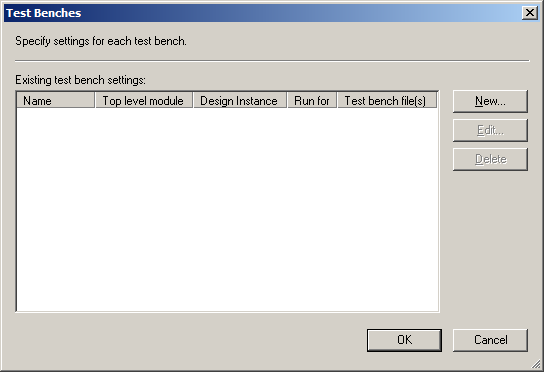 Test Benches
Specify settings for each test bench.
Existing test bench settings:
Name Top level module Design Instance Run for Test bench file(s)
New...
Edit...
Delete
OK Cancel